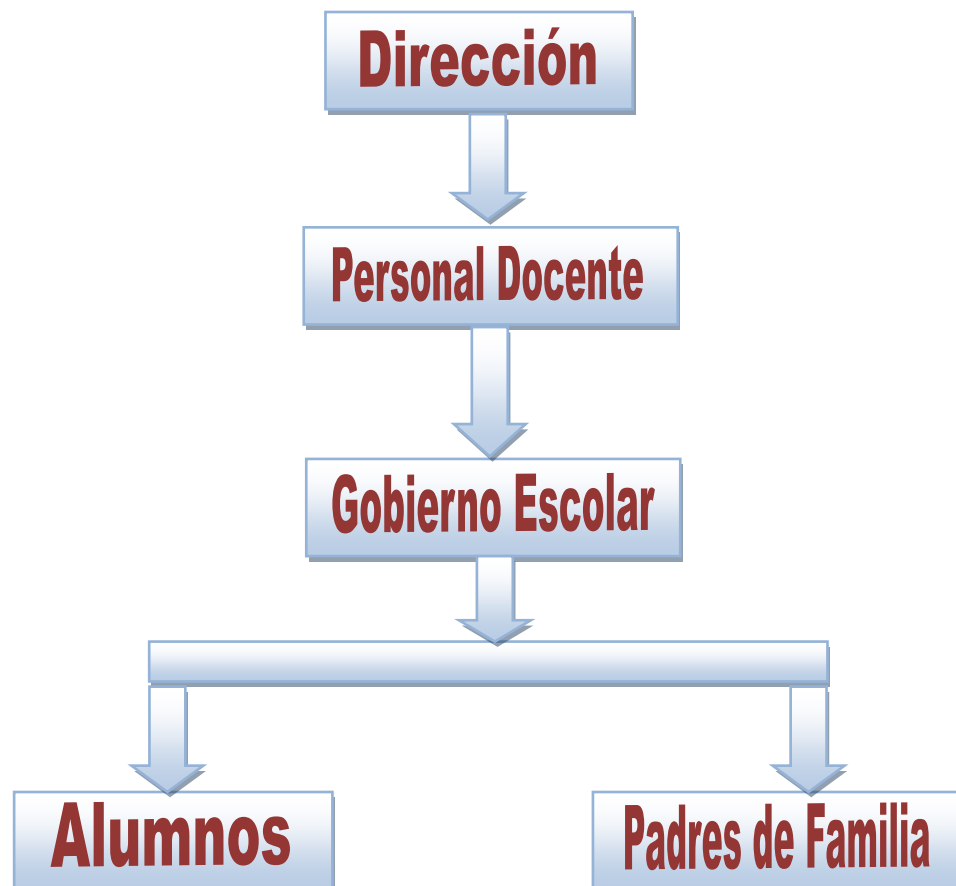 Dirección
Personal Docente
Gobierno Escolar
Alumnos
Padres de Familia